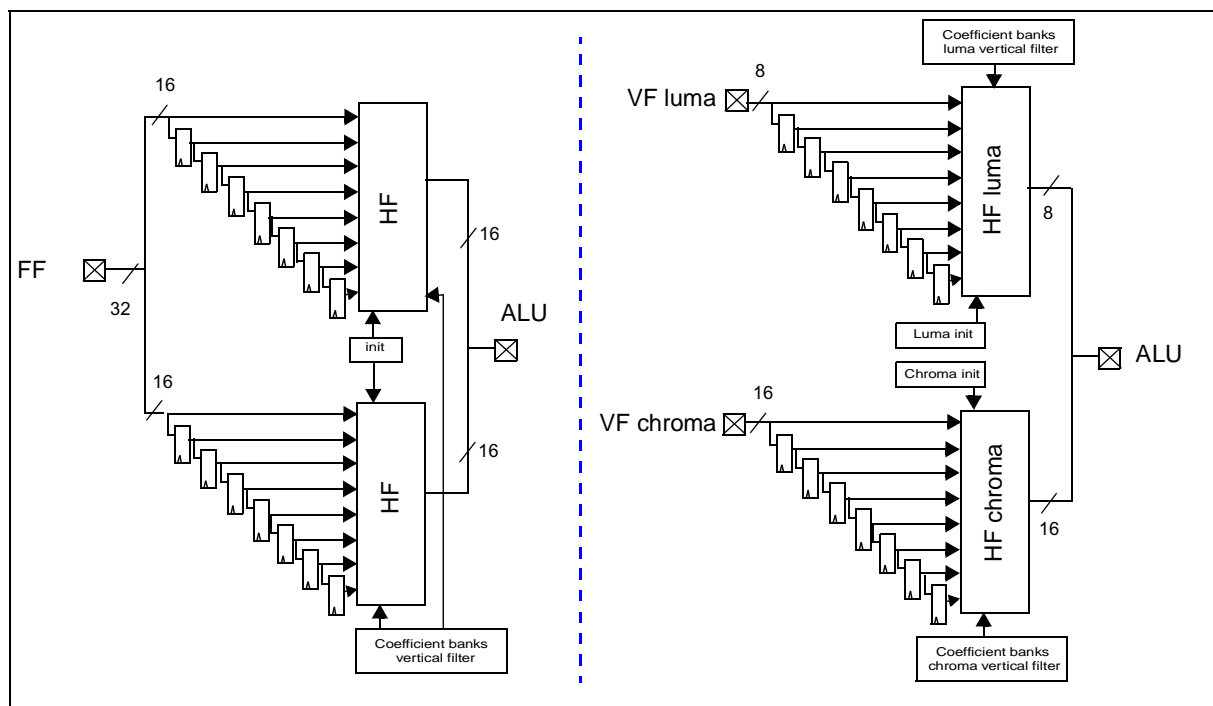 16
FF
32
HF
16
init
ALU
16
16
HF
Coefficient banks
vertical filter
Coefficient banks
luma vertical filter
8
VF luma
HF luma
8
Luma init
ALU
Chroma init
16
VF chroma
HF chroma
16
Coefficient banks
chroma vertical filter